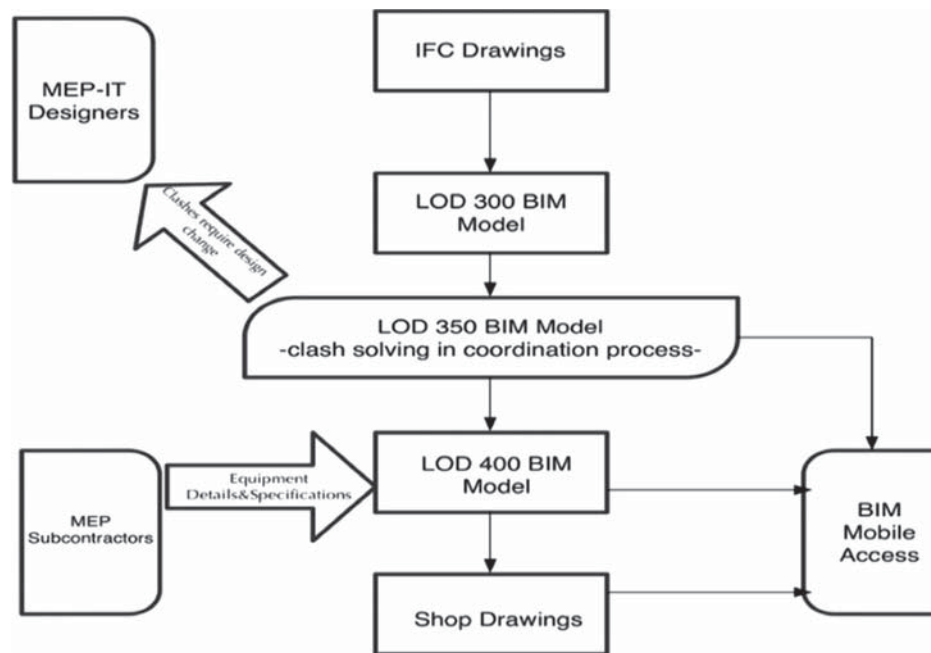 IFC Drawings
MEP-IT
Designers
LOD 300 BIM
Model
Clashes require design
change
LOD 350 BIM Model
-clash solving in coordination process-
LOD 400 BIM
Model
Equipment
Details&Specifications
MEP
Subcontractors
BIM
Mobile
Access
Shop Drawings